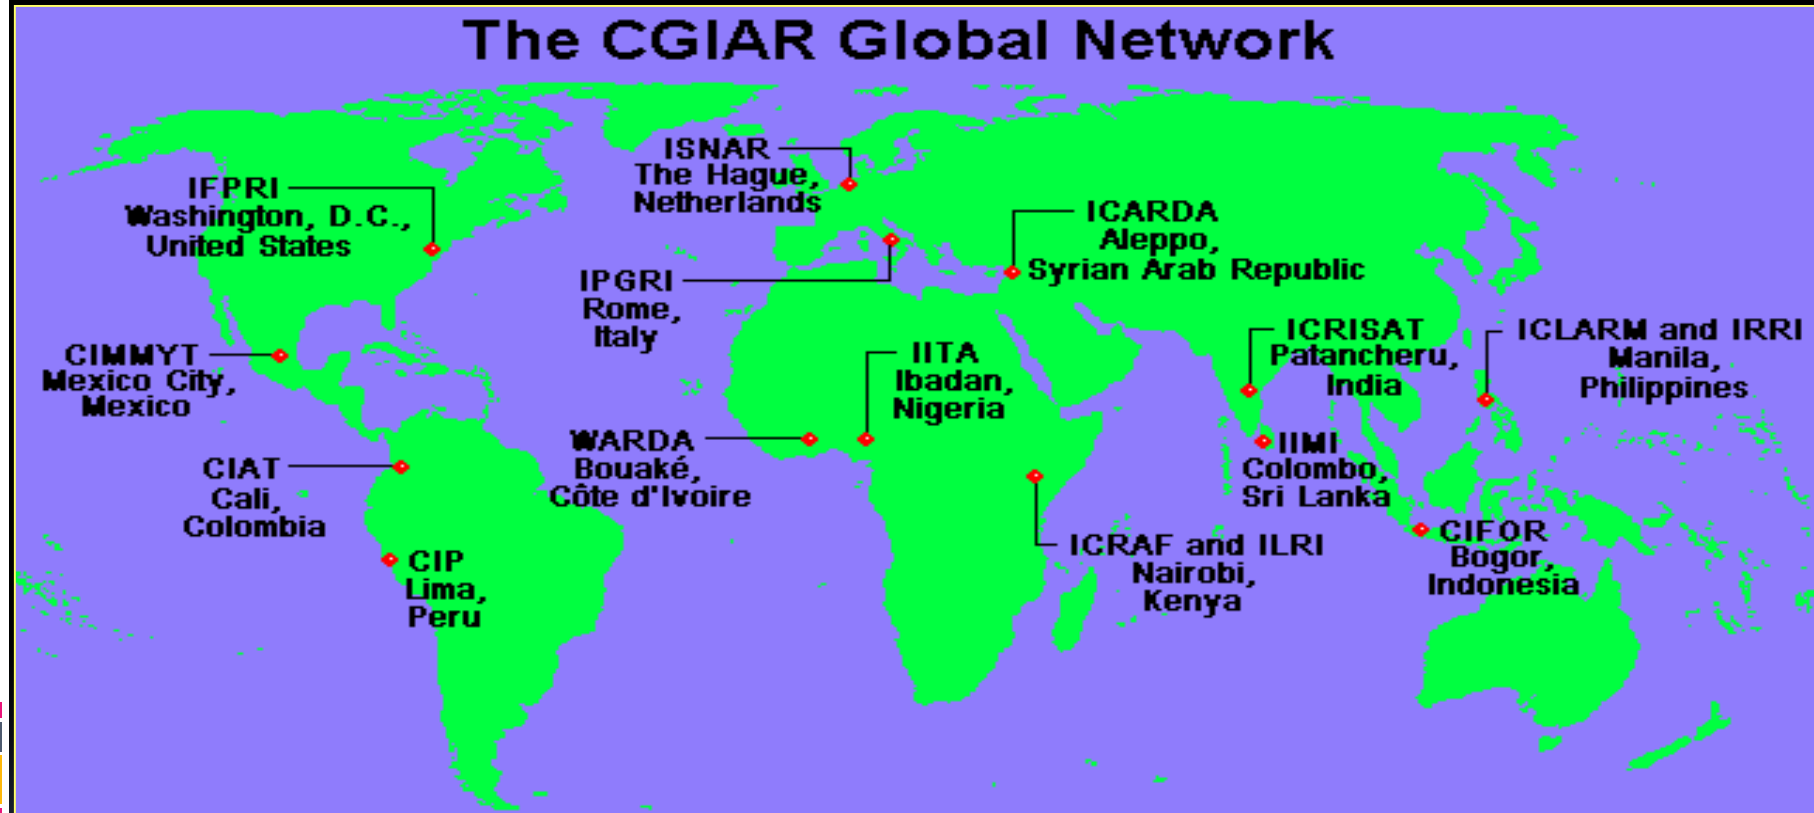 The CGIAR Global Network
ISNAR
The Hague,
Netherlands
IFPRI
Washington, D.C.,
United States
ICARDA
Aleppo,
Syrian Arab Republic
IPGRI
Rome,
Italy
ICRISAT
Patancheru,
India
ICLARM and IRRI
Manila,
Philippines
CIMMYT
Mexico City,
Mexico
IITA
Ibadan,
Nigeria
WARDA
Bouaké,
Côte d'Ivoire
IIMI
Colombo,
Sri Lanka
CIAT
Cali,
Colombia
CIFOR
Bogor,
Indonesia
ICRAF and ILRI
Nairobi,
Kenya
CIP
Lima,
Peru